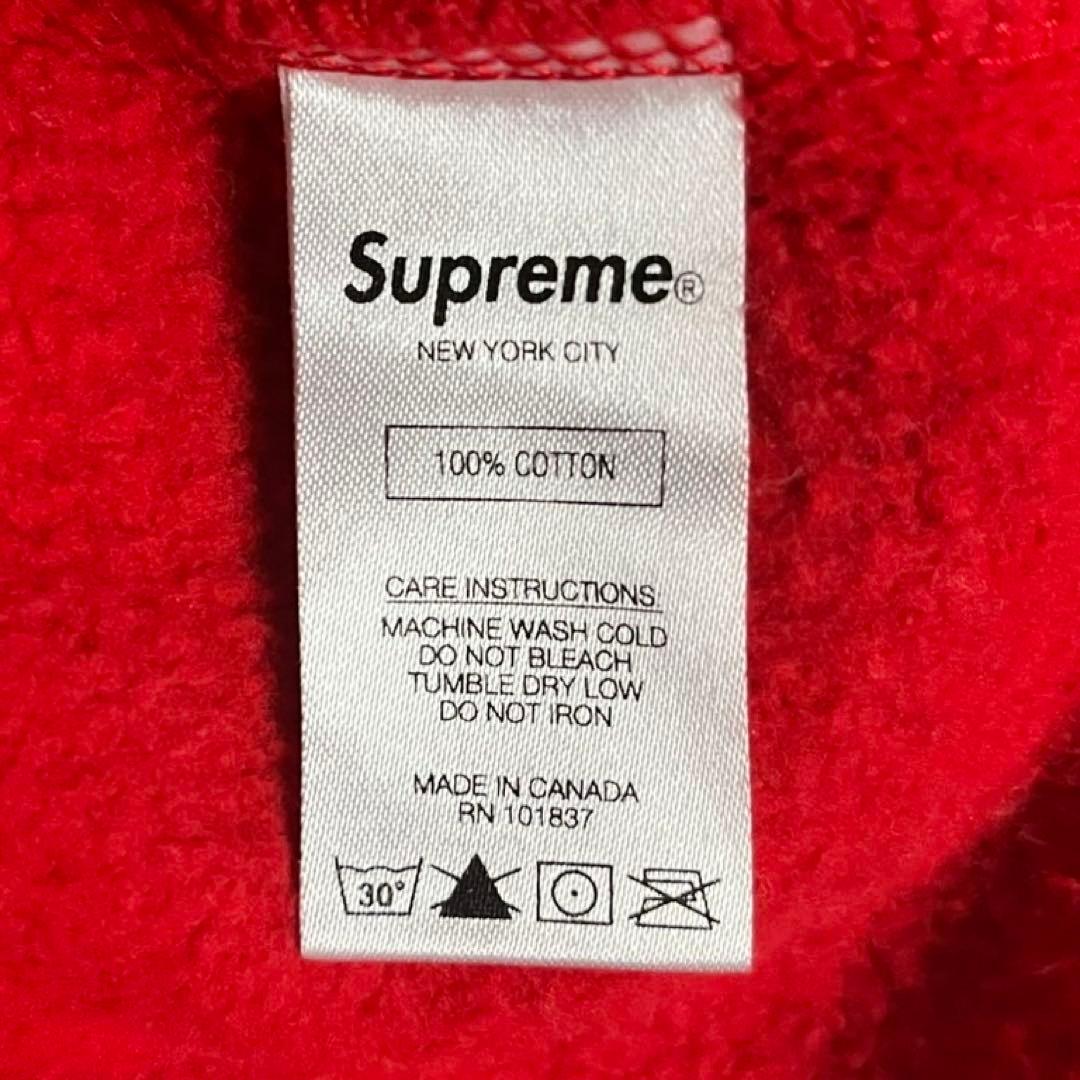 Supreme®
NEW YORK CITY
100% COTTON
CARE INSTRUCTIONS
MACHINE WASH COLD
DO NOT BLEACH
TUMBLE DRY LOW
DO NOT IRON
MADE IN CANADA
RN 101837
30°